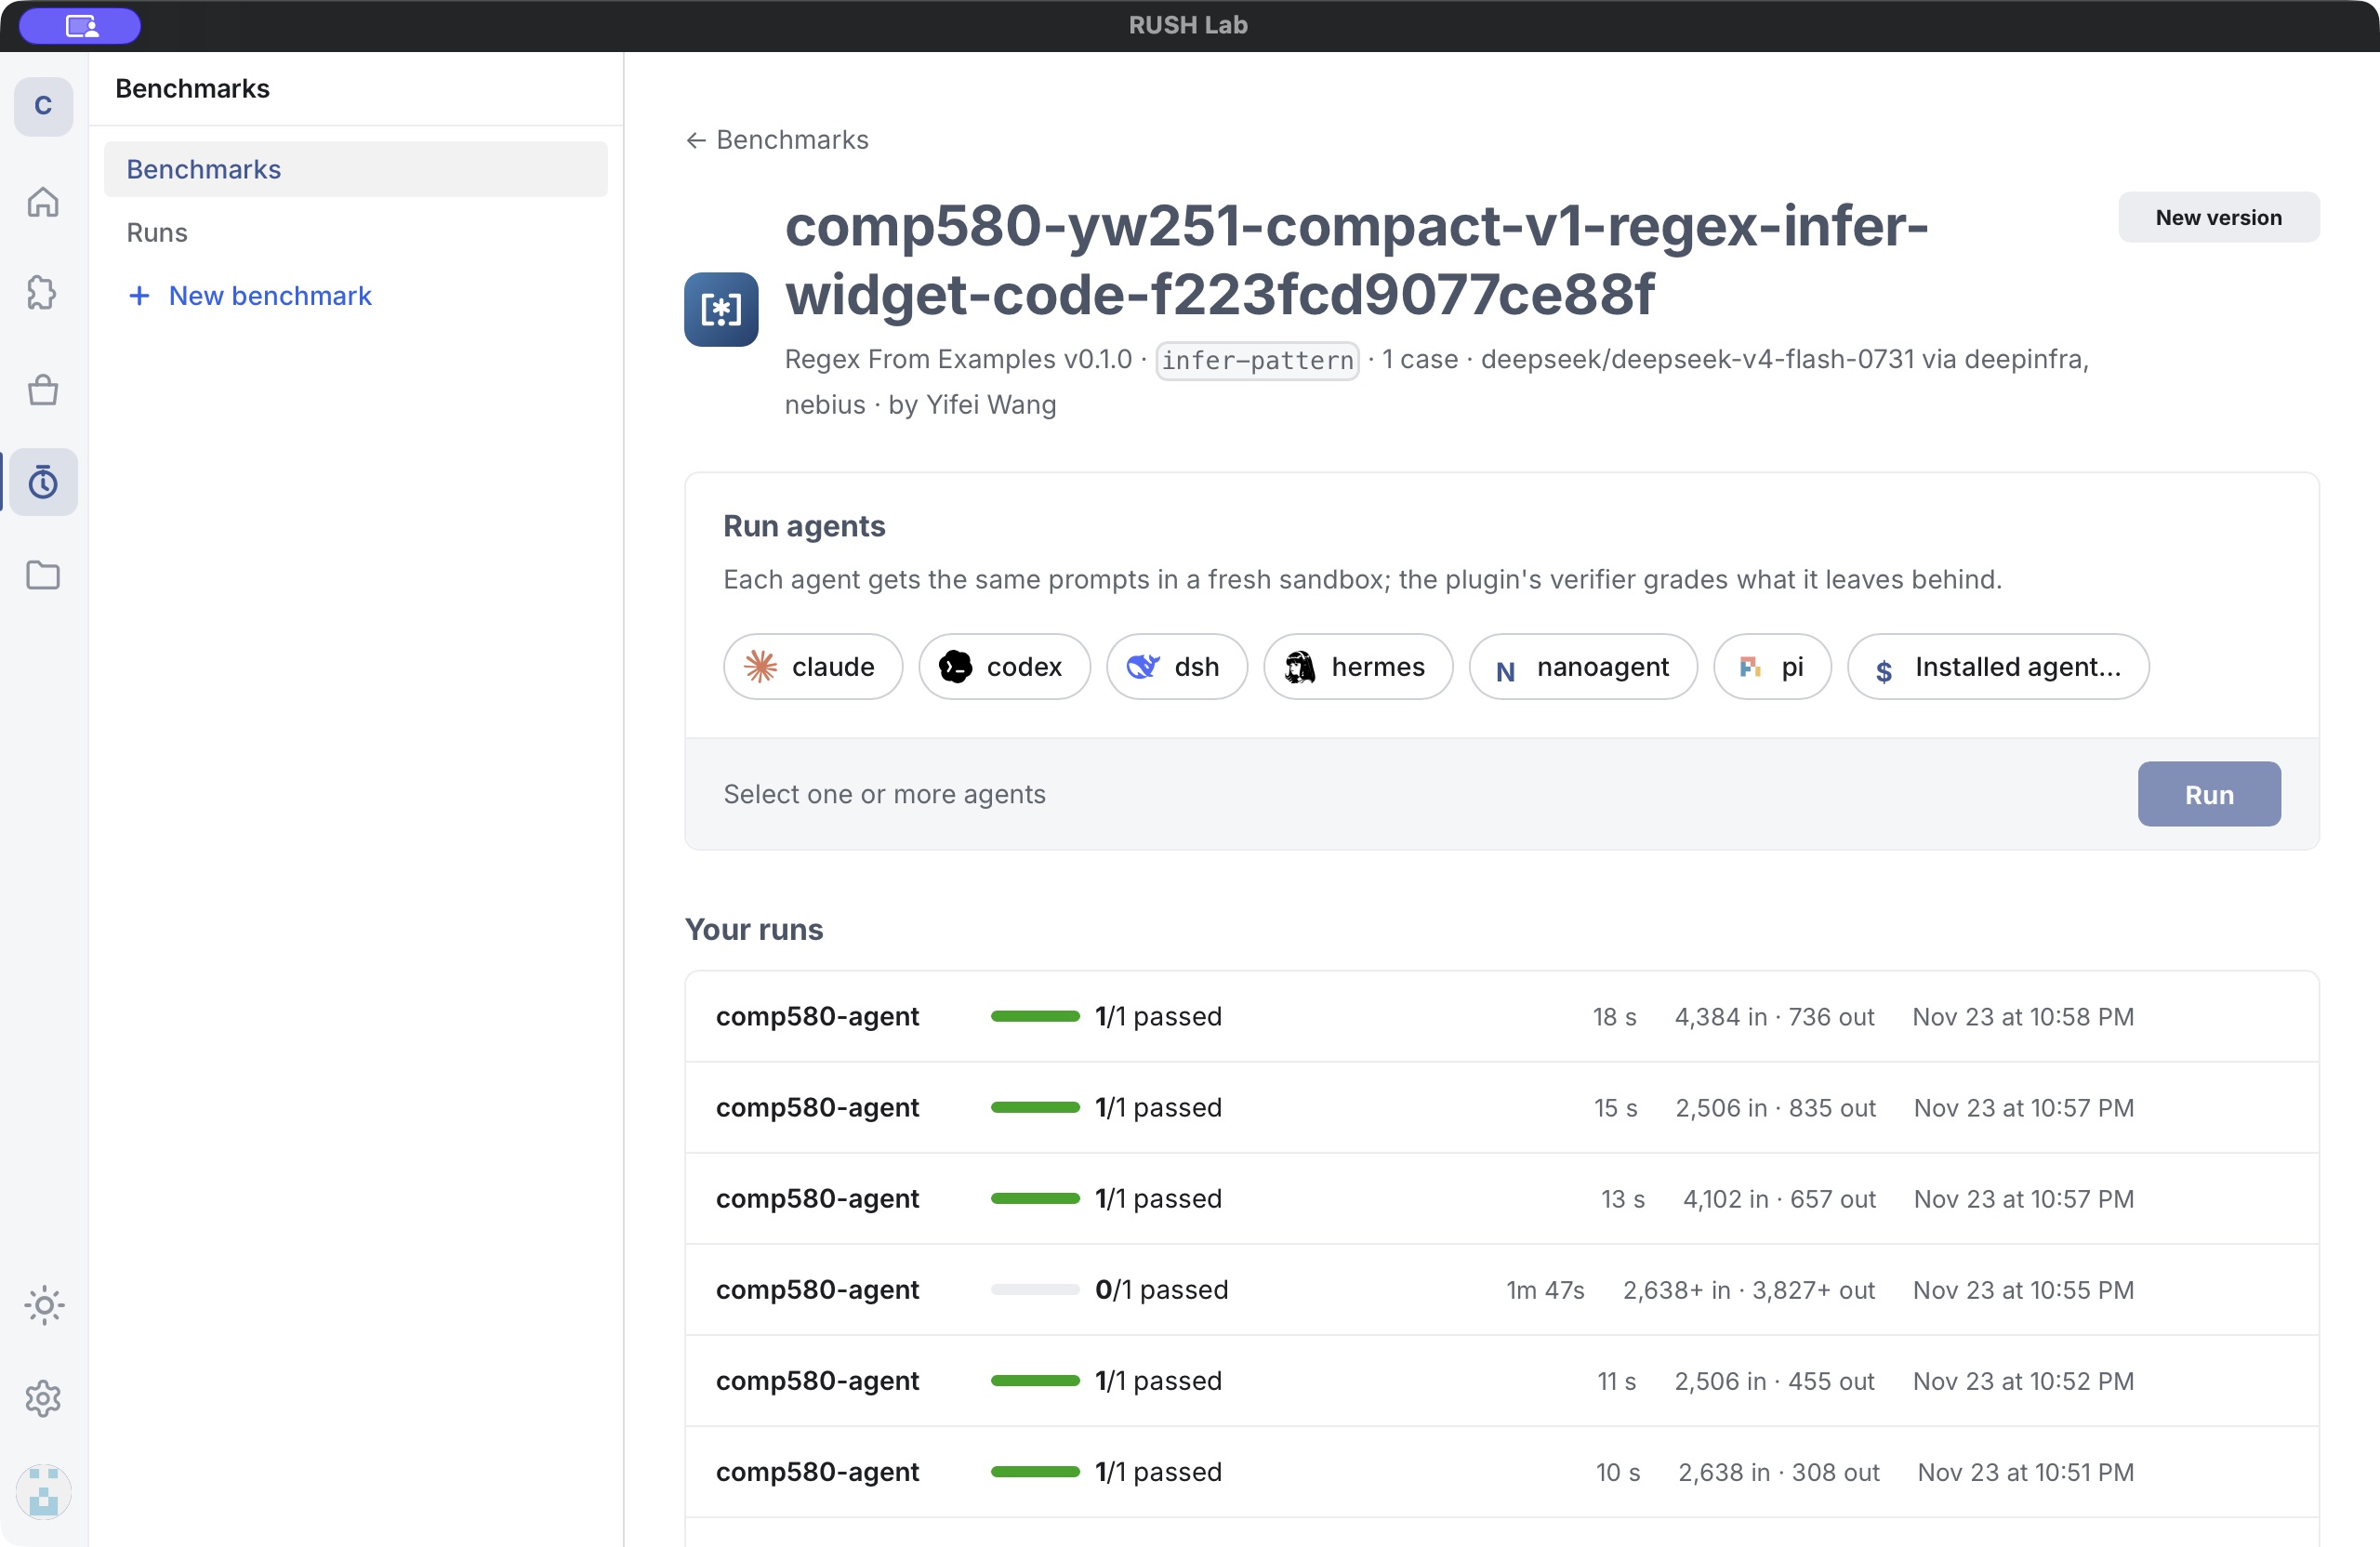 RUSH Lab
C
Benchmarks
Benchmarks
Runs
+ New benchmark
← Benchmarks
comp580-yw251-compact-v1-regex-infer-
widget-code-f223fcd9077ce88f
New version
[*]
Regex From Examples v0.1.0 · infer-pattern · 1 case · deepseek/deepseek-v4-flash-0731 via deepinfra,
nebius · by Yifei Wang
Run agents
Each agent gets the same prompts in a fresh sandbox; the plugin's verifier grades what it leaves behind.
claude codex dsh hermes N nanoagent pi $ Installed agent...
Select one or more agents Run
Your runs
comp580-agent 1/1 passed 18 s 4,384 in · 736 out Nov 23 at 10:58 PM
comp580-agent 1/1 passed 15 s 2,506 in · 835 out Nov 23 at 10:57 PM
comp580-agent 1/1 passed 13 s 4,102 in · 657 out Nov 23 at 10:57 PM
comp580-agent 0/1 passed 1m 47s 2,638+ in · 3,827+ out Nov 23 at 10:55 PM
comp580-agent 1/1 passed 11 s 2,506 in · 455 out Nov 23 at 10:52 PM
comp580-agent 1/1 passed 10 s 2,638 in · 308 out Nov 23 at 10:51 PM